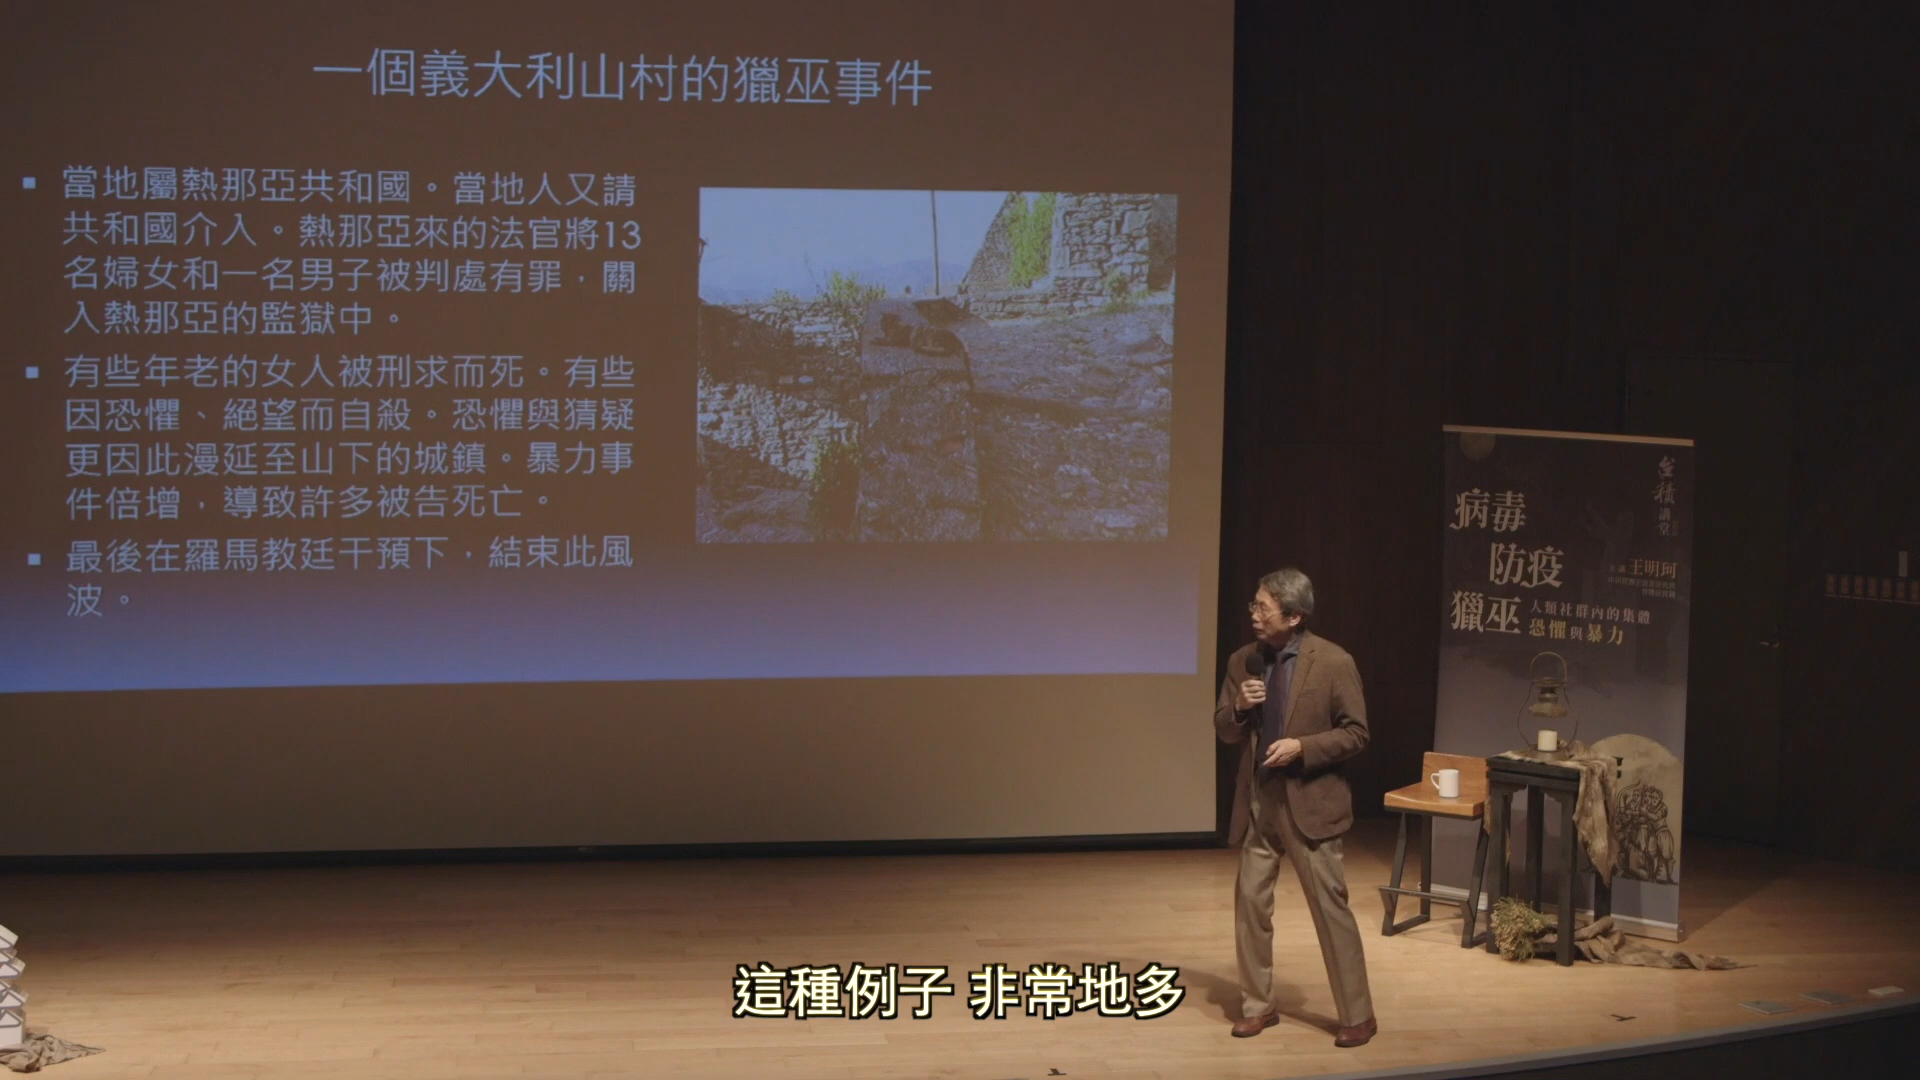 一個義大利山村的獵巫事件
▪ 當地屬熱那亞共和國。當地人又請
共和國介入。熱那亞來的法官將13
名婦女和一名男子被判處有罪，關
入熱那亞的監獄中。
▪ 有些年老的女人被刑求而死。有些
因恐懼、絕望而自殺。恐懼與猜疑
更因此漫延至山下的城鎮。暴力事
件倍增，導致許多被告死亡。
▪ 最後在羅馬教廷干預下，結束此風
波。
台積講堂
病毒
防疫
獵巫
人類社群內的集體
恐懼與暴力
主講 王明珂
這種例子 非常地多